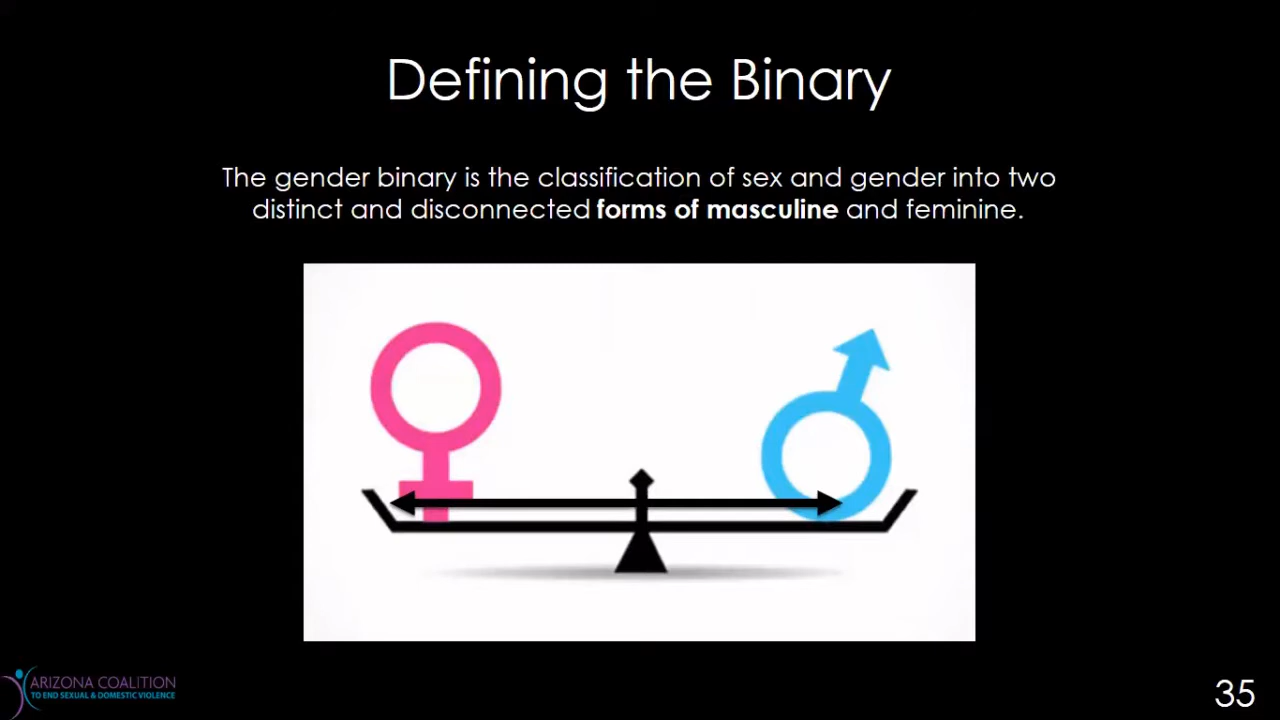 Defining the Binary
The gender binary is the classification of sex and gender into two
distinct and disconnected forms of masculine and feminine.
ARIZONA COALITION
TO END SEXUAL & DOMESTIC VIOLENCE
35